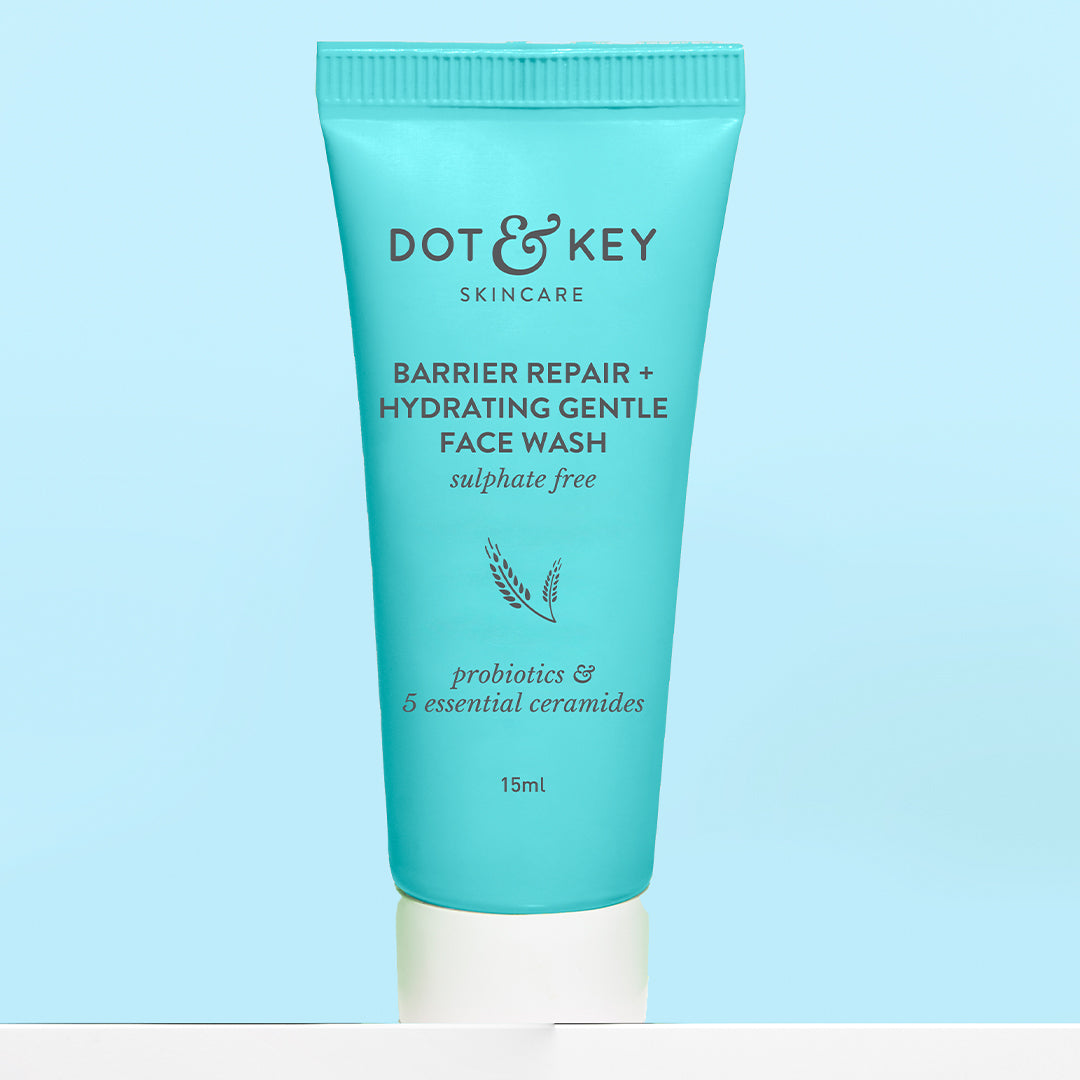 DOT & KEY
SKINCARE
BARRIER REPAIR +
HYDRATING GENTLE
FACE WASH
sulphate free
probiotics &
5 essential ceramides
15ml